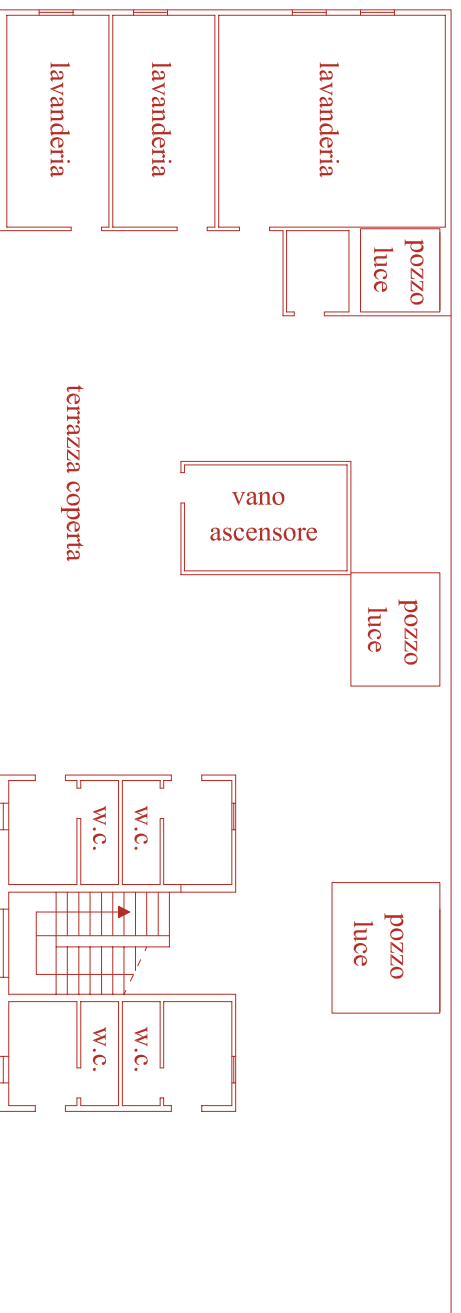 lavanderia
lavanderia
lavanderia
pozzo
luce
terrazza coperta
vano
ascensore
pozzo
luce
w.c.
w.c.
pozzo
luce
w.c.
w.c.